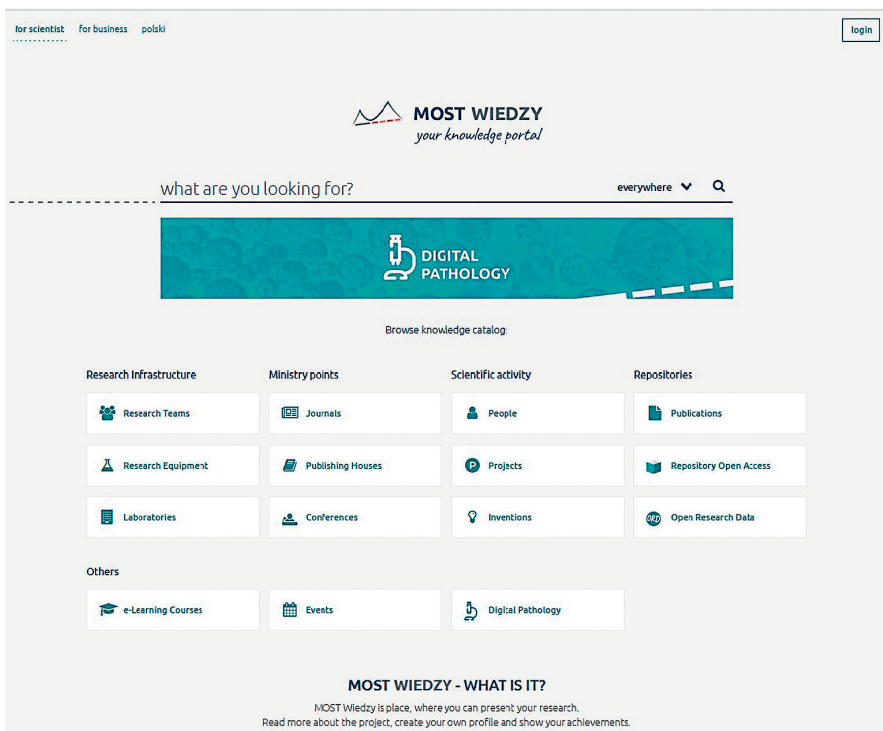 for scientist for business polski login
MOST WIEDZY
your knowledge portal
what are you looking for? everywhere
DIGITAL
PATHOLOGY
Browse knowledge catalog:
Research Infrastructure Ministry points Scientific activity Repositories
Research Teams Journals People Publications
Research Equipment Publishing Houses P Projects Repository Open Access
Laboratories Conferences Inventions ORD Open Research Data
Others
e-Learning Courses Events Digital Pathology
MOST WIEDZY - WHAT IS IT?
MOST Wiedzy is place, where you can present your research.
Read more about the project, create your own profile and show your achievements.